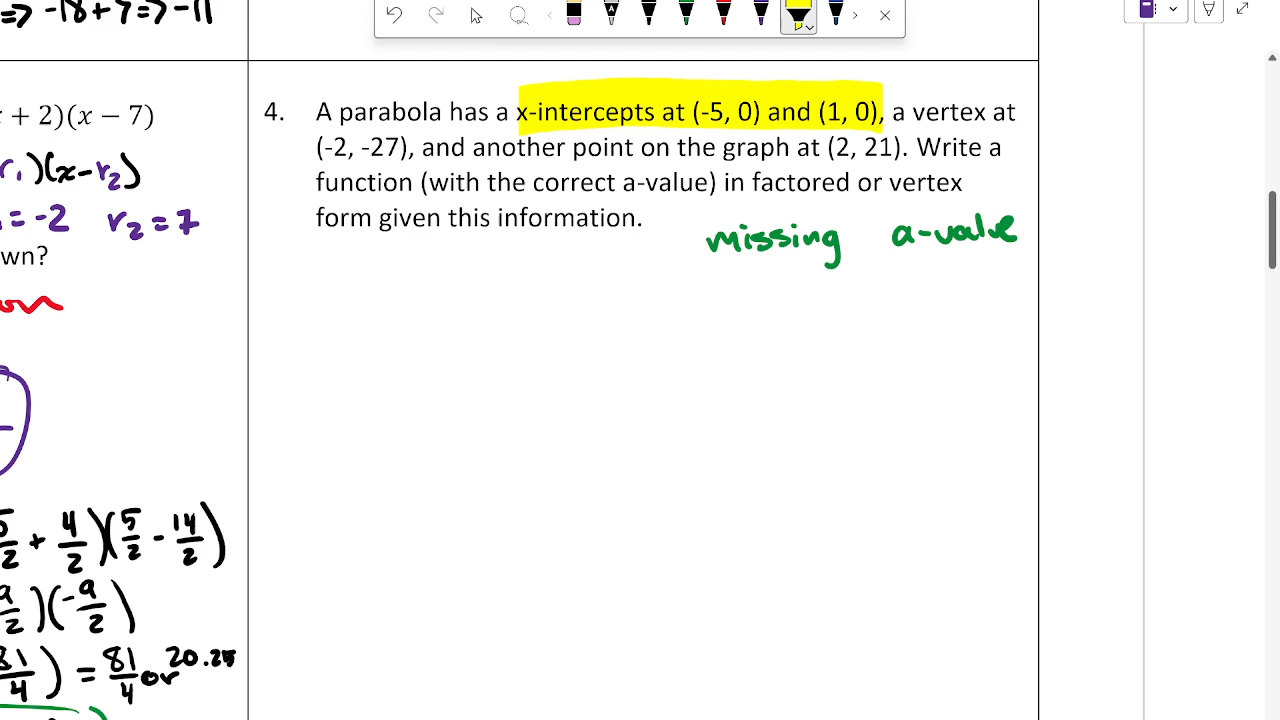 => -18 + 7 => -11
+ 2)(x − 7)
r₁)(x-r₂)
= -2 r₂ = 7
wn?
on
5/2 + 4/2)(5/2 - 14/2)
9/2)(-9/2)
81/4) = 81/4 or 20.25
4. A parabola has a x-intercepts at (-5, 0) and (1, 0), a vertex at
(-2, -27), and another point on the graph at (2, 21). Write a
function (with the correct a-value) in factored or vertex
form given this information.
missing a-value